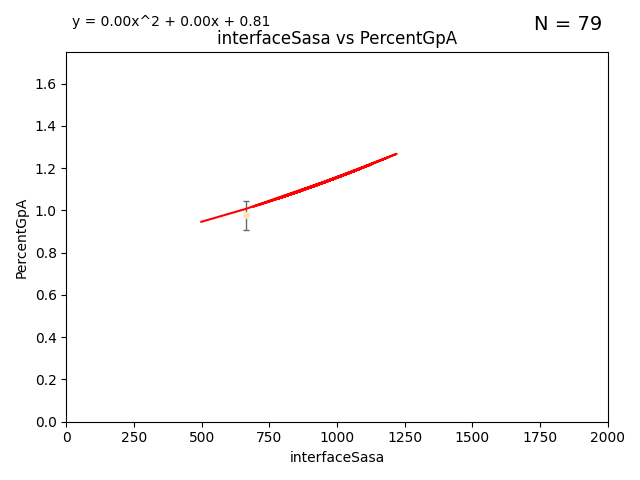 y = 0.00x^2 + 0.00x + 0.81
N = 79
interfaceSasa vs PercentGpA
PercentGpA
1.6
1.4
1.2
1.0
0.8
0.6
0.4
0.2
0.0
0 250 500 750 1000 1250 1500 1750 2000
interfaceSasa